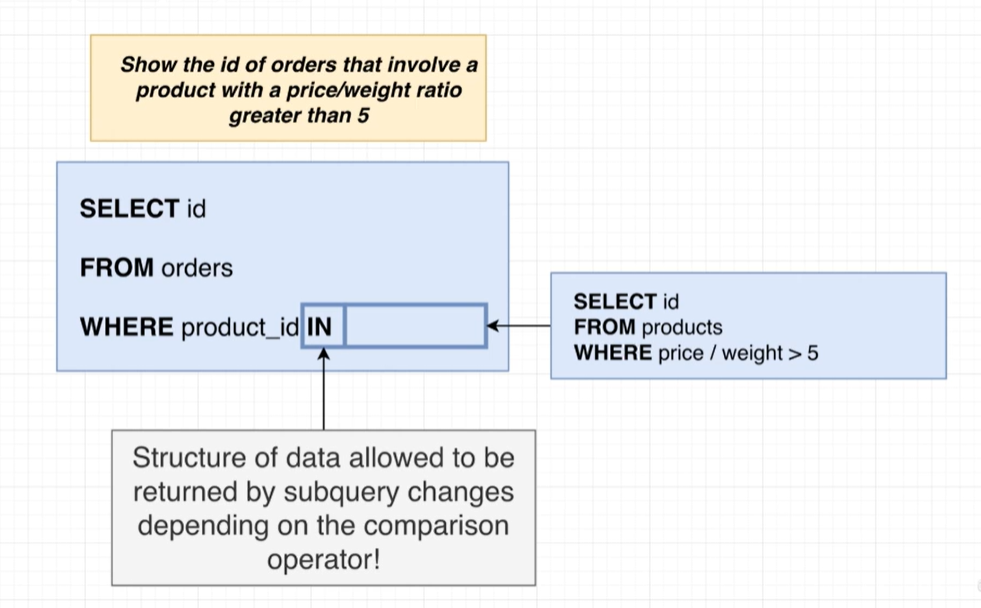 Show the id of orders that involve a
product with a price/weight ratio
greater than 5
SELECT id
FROM orders
WHERE product_id IN
SELECT id
FROM products
WHERE price / weight > 5
Structure of data allowed to be
returned by subquery changes
depending on the comparison
operator!